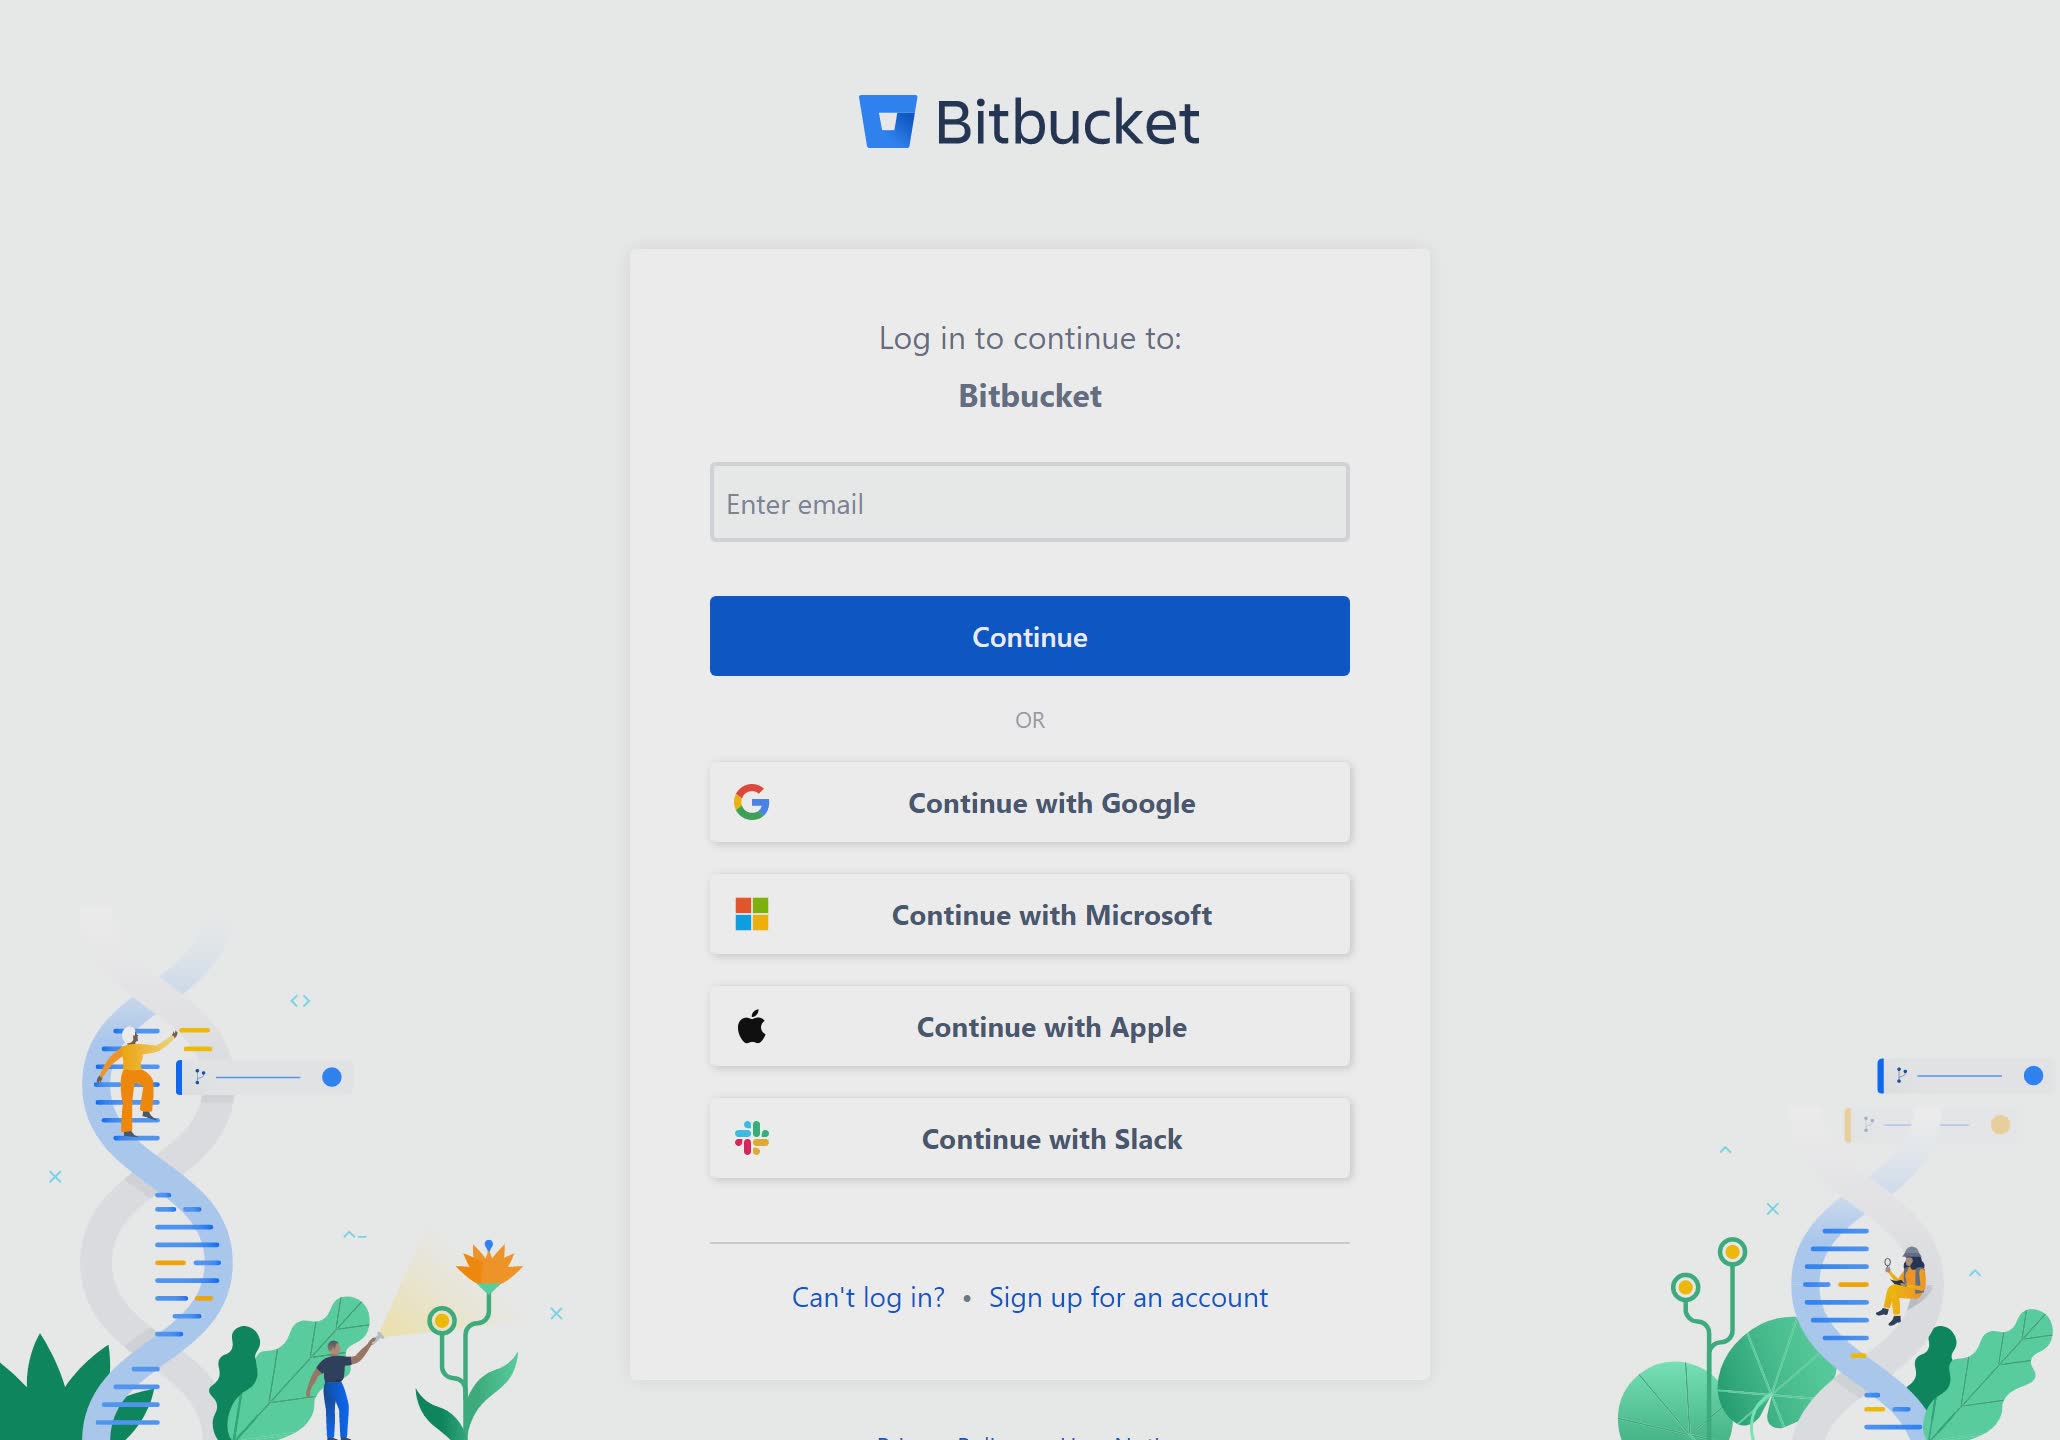 Bitbucket
Log in to continue to:
Bitbucket
Enter email
Continue
OR
Continue with Google
Continue with Microsoft
Continue with Apple
Continue with Slack
Can't log in? • Sign up for an account